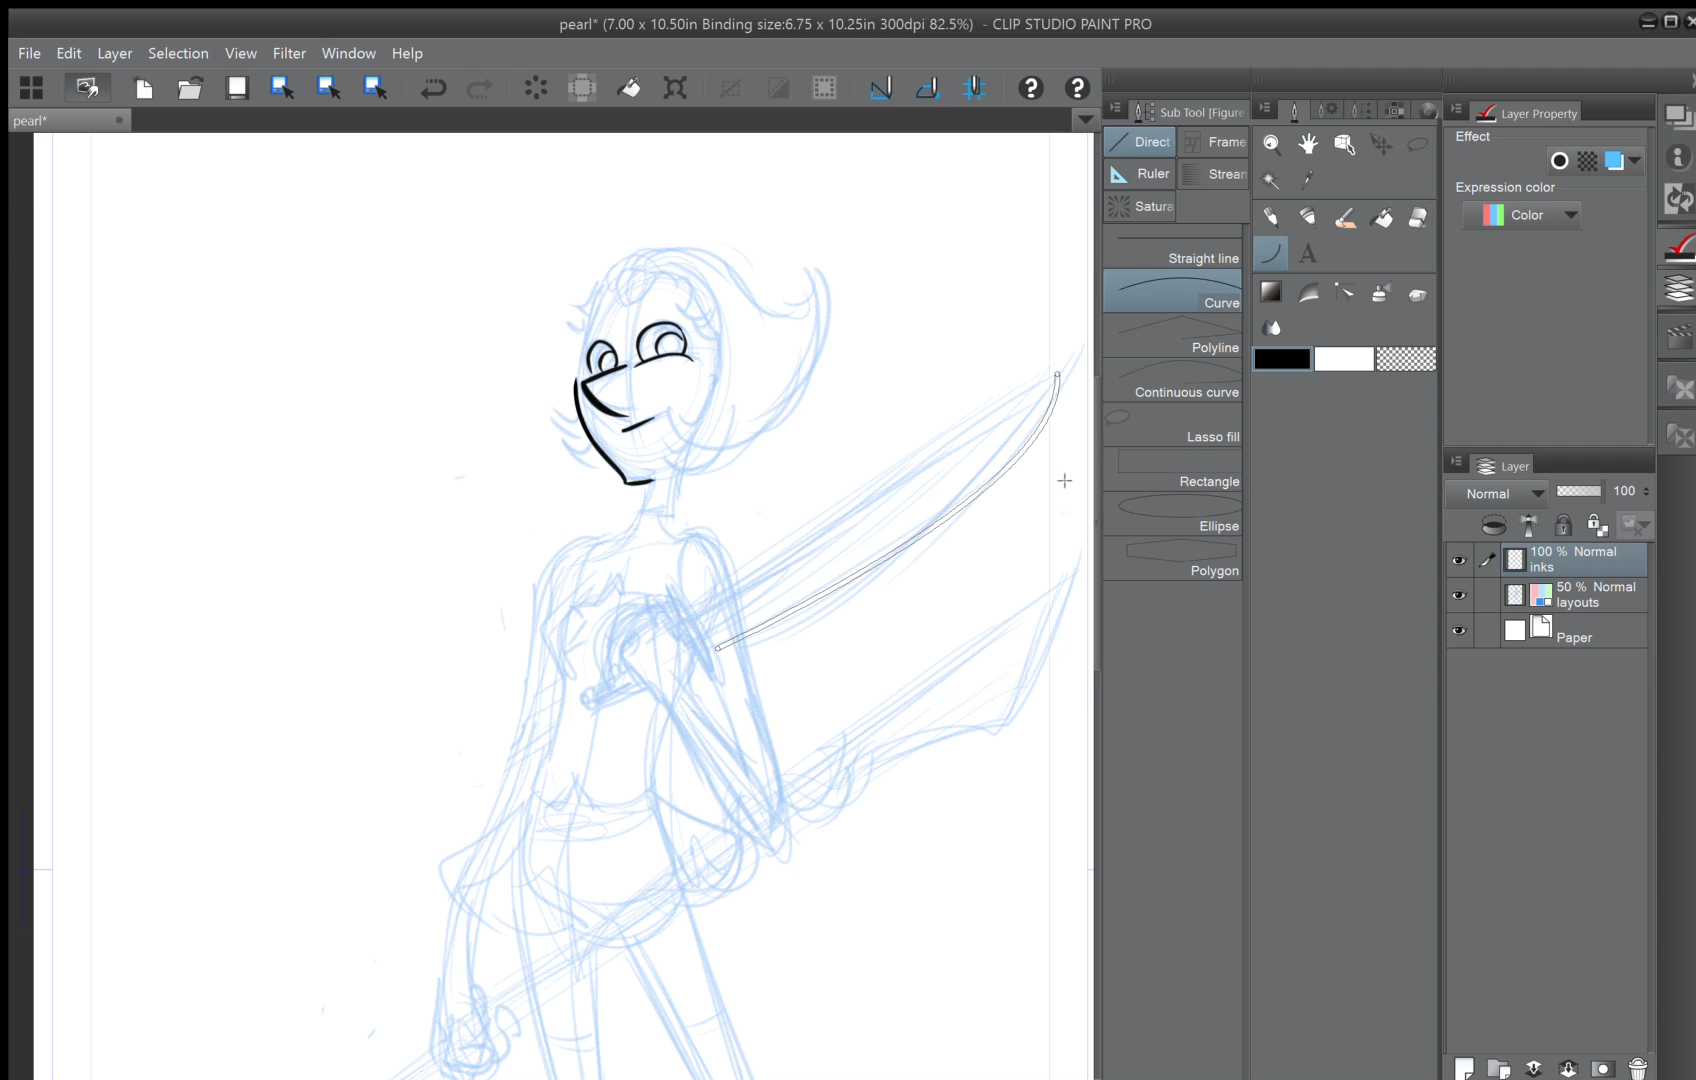 pearl* (7.00 x 10.50in Binding size:6.75 x 10.25in 300dpi 82.5%) - CLIP STUDIO PAINT PRO
File Edit Layer Selection View Filter Window Help
pearl*
Sub Tool [Figure
Direct Frame
Ruler Strean
Satura
Straight line
Curve
Polyline
Continuous curve
Lasso fill
Rectangle
Ellipse
Polygon
A
Layer Property
Effect
Expression color
Color
Layer
Normal 100
100 % Normal
inks
50 % Normal
layouts
Paper